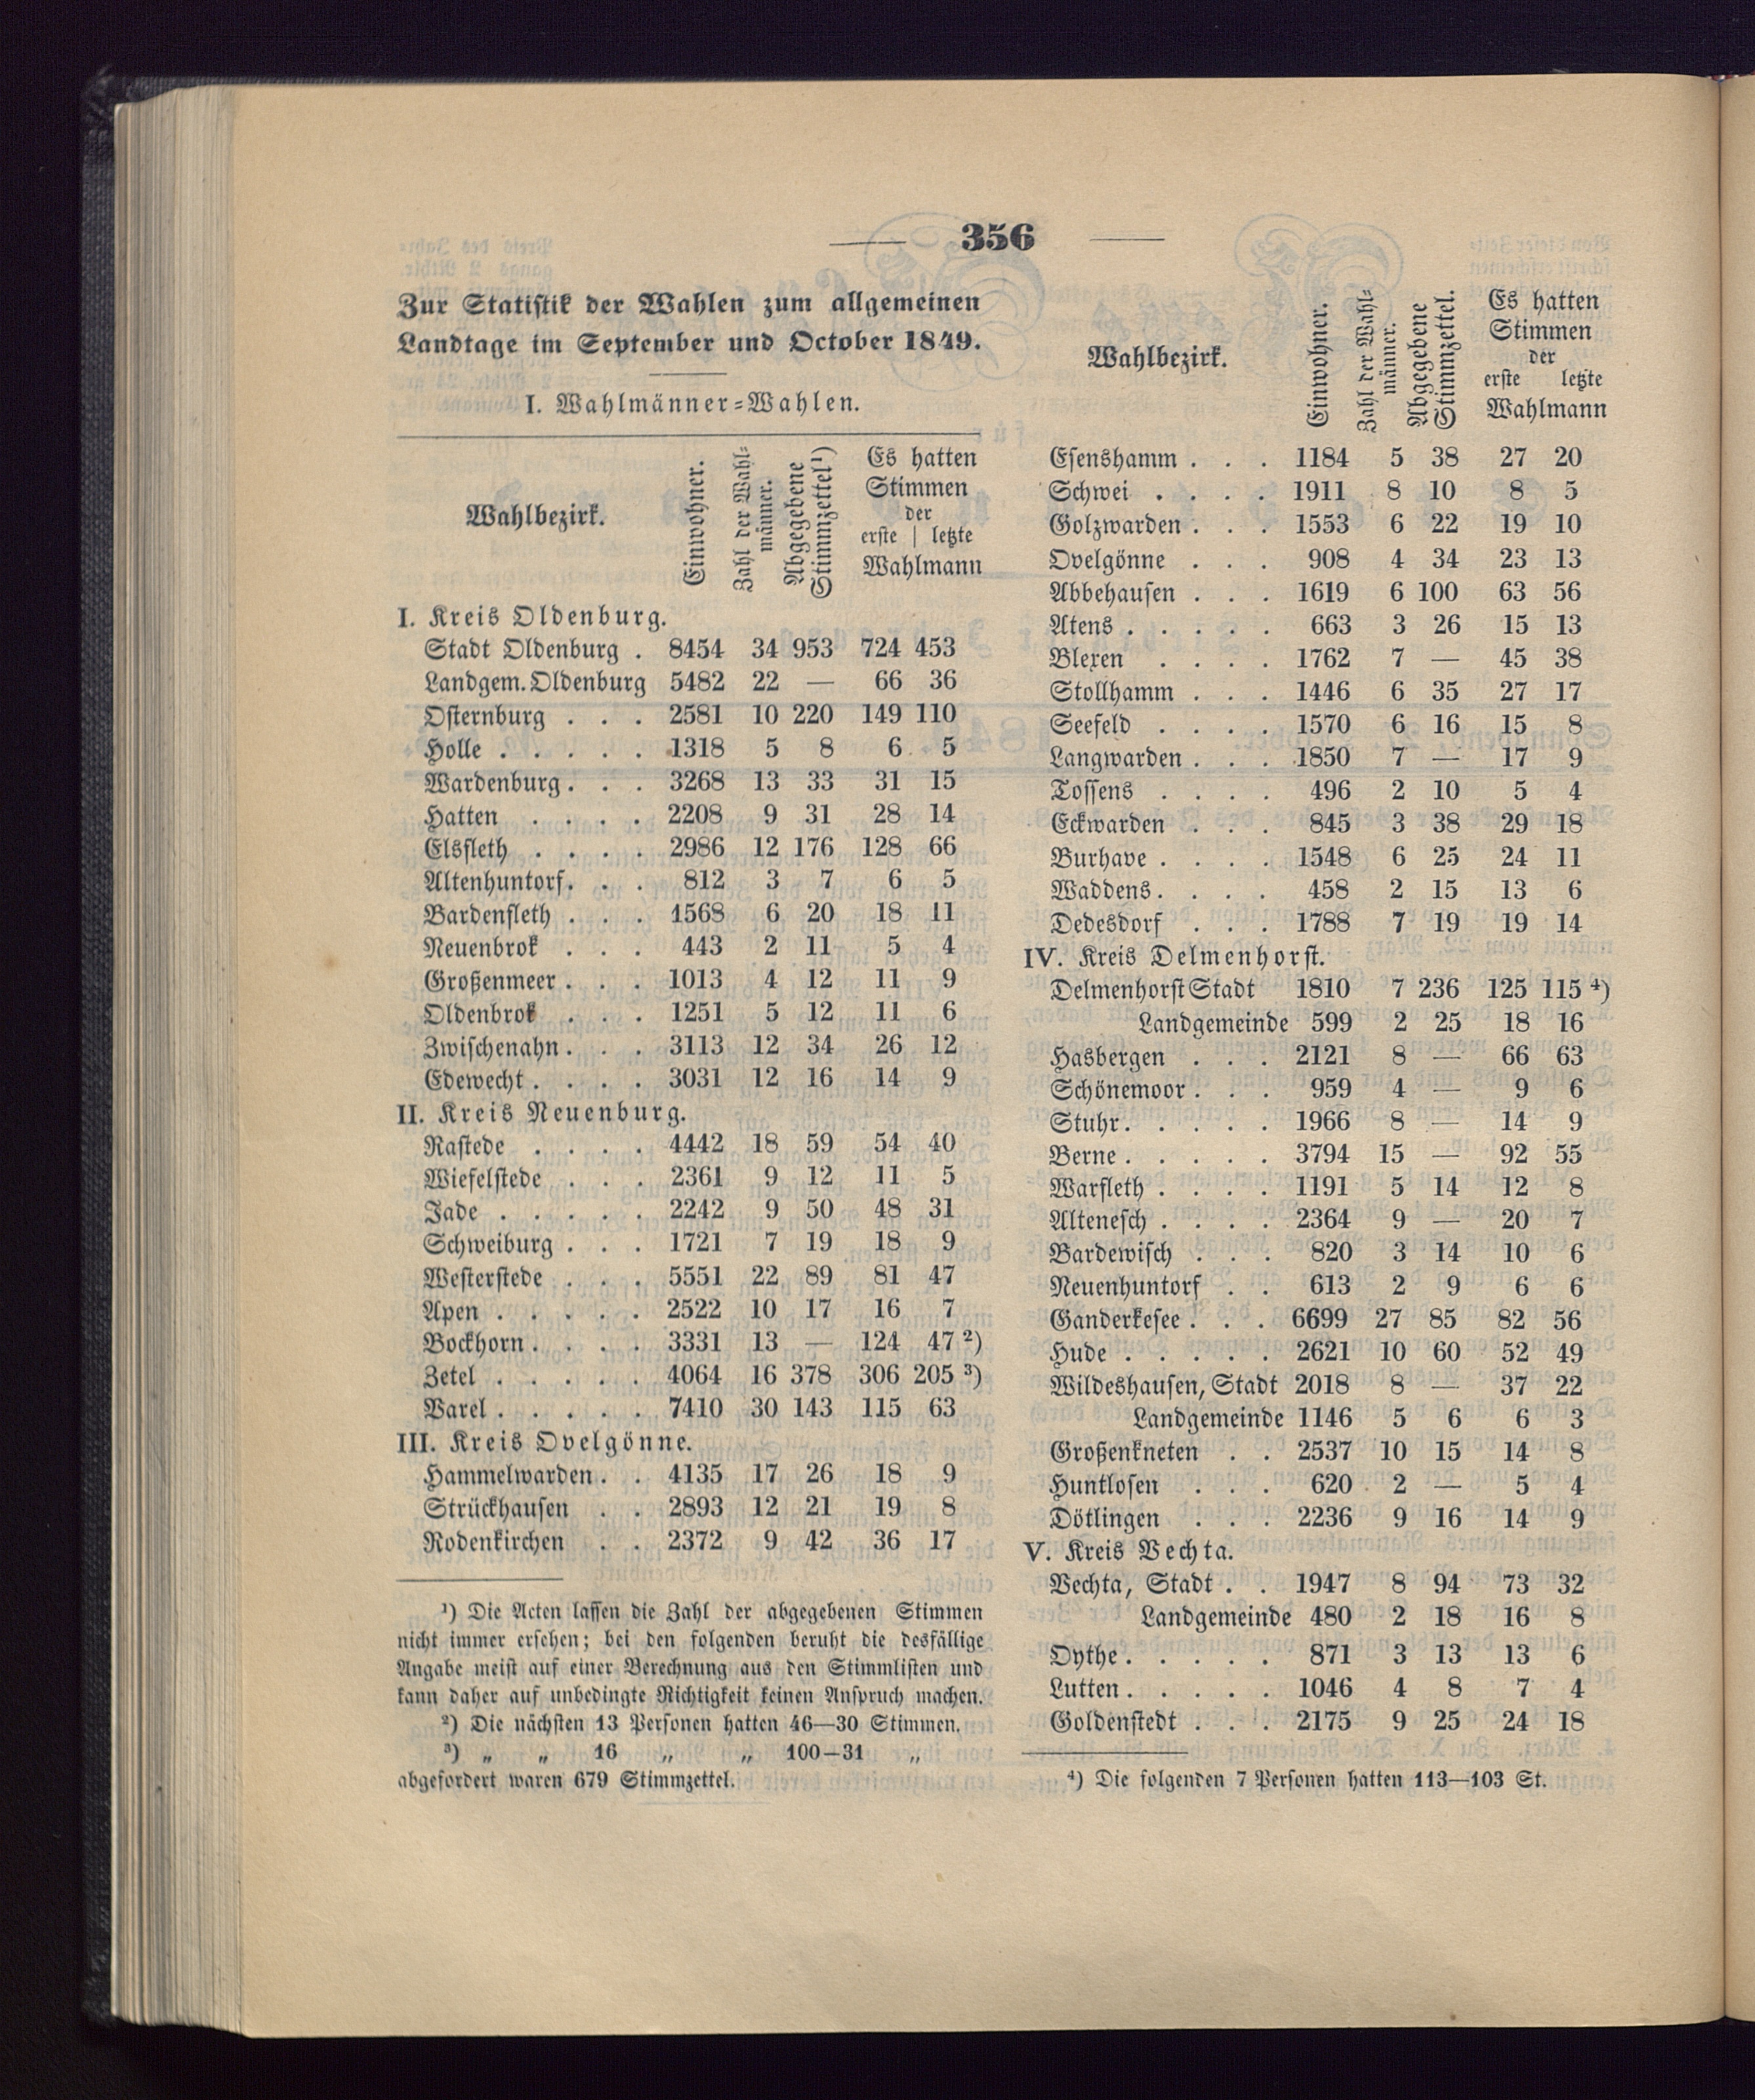 356
Zur Statistik der Wahlen zum allgemeinen
Landtage im September und October 1849.
I. Wahlmänner=Wahlen.
Wahlbezirk.
Einwohner.
Zahl der Wahl=
männer.
Abgegebene
Stimmzettel¹)
Es hatten
Stimmen
der
erste | letzte
Wahlmann
I. Kreis Oldenburg.
Stadt Oldenburg . 8454 34 953 724 453
Landgem. Oldenburg 5482 22 — 66 36
Osternburg . . . 2581 10 220 149 110
Holle . . . . . 1318 5 8 6 5
Wardenburg . . . 3268 13 33 31 15
Hatten . . . . 2208 9 31 28 14
Elsfleth . . . . 2986 12 176 128 66
Altenhuntorf . . . 812 3 7 6 5
Bardenfleth . . . 1568 6 20 18 11
Neuenbrok . . . 443 2 11 5 4
Großenmeer . . . 1013 4 12 11 9
Oldenbrok . . . 1251 5 12 11 6
Zwischenahn . . . 3113 12 34 26 12
Edewecht . . . . 3031 12 16 14 9
II. Kreis Neuenburg.
Rastede . . . . 4442 18 59 54 40
Wiefelstede . . . 2361 9 12 11 5
Jade . . . . . 2242 9 50 48 31
Schweiburg . . . 1721 7 19 18 9
Westerstede . . . 5551 22 89 81 47
Apen . . . . . 2522 10 17 16 7
Bockhorn . . . . 3331 13 — 124 47 ²)
Zetel . . . . . 4064 16 378 306 205 ³)
Varel . . . . . 7410 30 143 115 63
III. Kreis Ovelgönne.
Hammelwarden . . 4135 17 26 18 9
Strückhausen . . 2893 12 21 19 8
Rodenkirchen . . 2372 9 42 36 17
¹) Die Acten lassen die Zahl der abgegebenen Stimmen
nicht immer ersehen; bei den folgenden beruht die desfällige
Angabe meist auf einer Berechnung aus den Stimmlisten und
kann daher auf unbedingte Richtigkeit keinen Anspruch machen.
²) Die nächsten 13 Personen hatten 46—30 Stimmen.
³) „ „ 16 „ „ 100—31 „
abgefordert waren 679 Stimmzettel.
Wahlbezirk.
Einwohner.
Zahl der Wahl=
männer.
Abgegebene
Stimmzettel.
Es hatten
Stimmen
der
erste letzte
Wahlmann
Esenshamm . . . 1184 5 38 27 20
Schwei . . . . 1911 8 10 8 5
Golzwarden . . . 1553 6 22 19 10
Ovelgönne . . . 908 4 34 23 13
Abbehausen . . . 1619 6 100 63 56
Atens . . . . . 663 3 26 15 13
Blexen . . . . 1762 7 — 45 38
Stollhamm . . . 1446 6 35 27 17
Seefeld . . . . 1570 6 16 15 8
Langwarden . . . 1850 7 — 17 9
Tossens . . . . 496 2 10 5 4
Eckwarden . . . 845 3 38 29 18
Burhave . . . . 1548 6 25 24 11
Waddens . . . . 458 2 15 13 6
Dedesdorf . . . 1788 7 19 19 14
IV. Kreis Delmenhorst.
Delmenhorst Stadt 1810 7 236 125 115 ⁴)
Landgemeinde 599 2 25 18 16
Hasbergen . . . 2121 8 — 66 63
Schönemoor . . . 959 4 — 9 6
Stuhr . . . . . 1966 8 — 14 9
Berne . . . . . 3794 15 — 92 55
Warfleth . . . . 1191 5 14 12 8
Altenesch . . . . 2364 9 — 20 7
Bardewisch . . . 820 3 14 10 6
Neuenhuntorf . . 613 2 9 6 6
Ganderkesee . . . 6699 27 85 82 56
Hude . . . . . 2621 10 60 52 49
Wildeshausen, Stadt 2018 8 — 37 22
Landgemeinde 1146 5 6 6 3
Großenkneten . . 2537 10 15 14 8
Huntlosen . . . 620 2 — 5 4
Dötlingen . . . 2236 9 16 14 9
V. Kreis Vechta.
Vechta, Stadt . . 1947 8 94 73 32
Landgemeinde 480 2 18 16 8
Oythe . . . . . 871 3 13 13 6
Lutten . . . . . 1046 4 8 7 4
Goldenstedt . . . 2175 9 25 24 18
⁴) Die folgenden 7 Personen hatten 113—103 St.